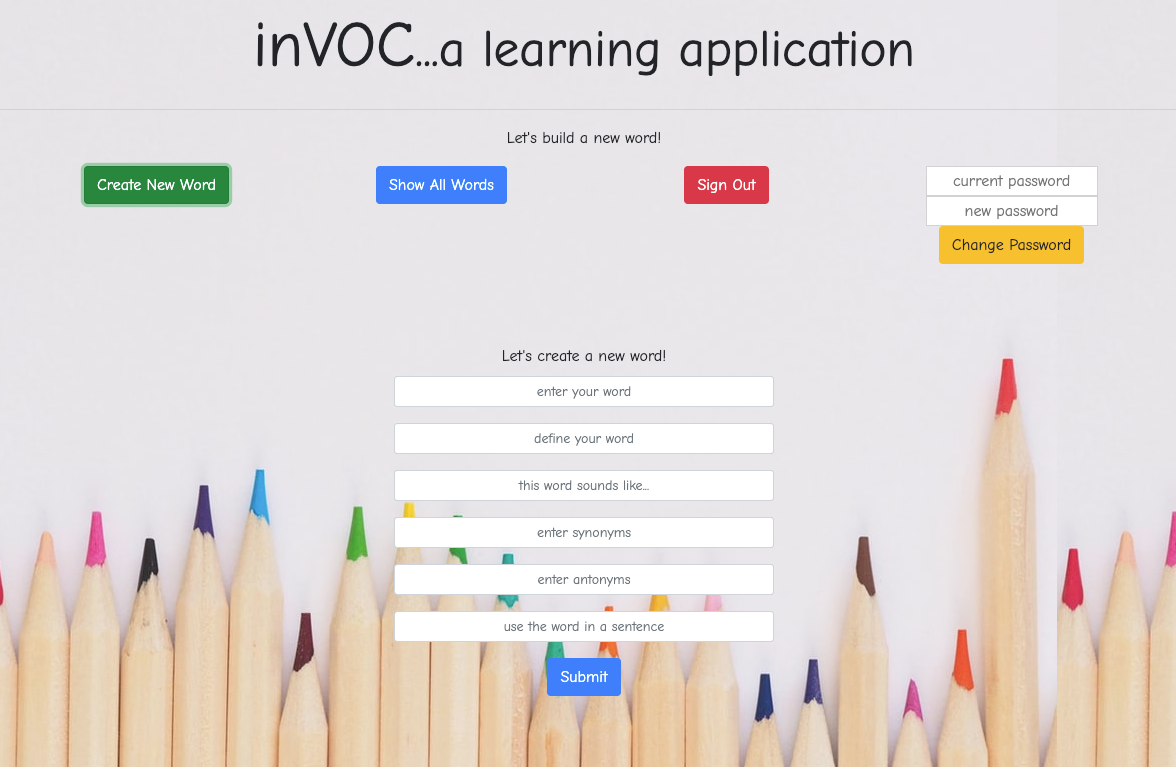 inVOC...a learning application
Let's build a new word!
Create New Word
Show All Words
Sign Out
current password
new password
Change Password
Let's create a new word!
enter your word
define your word
this word sounds like...
enter synonyms
enter antonyms
use the word in a sentence
Submit